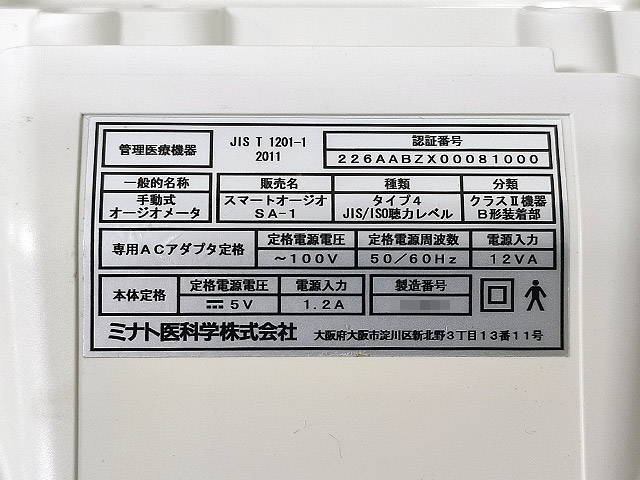 管理医療機器
JIS T 1201-1
2011
認証番号
226AABZX00081000
一般的名称
手動式
オージオメータ
販売名
スマートオージオ
SA-1
種類
タイプ4
JIS/ISO聴力レベル
分類
クラスⅡ機器
B形装着部
専用ACアダプタ定格
定格電源電圧
～100V
定格電源周波数
50/60Hz
電源入力
12VA
本体定格
定格電源電圧
⎓5V
電源入力
1.2A
製造番号
ミナト医科学株式会社
大阪府大阪市淀川区新北野3丁目13番11号